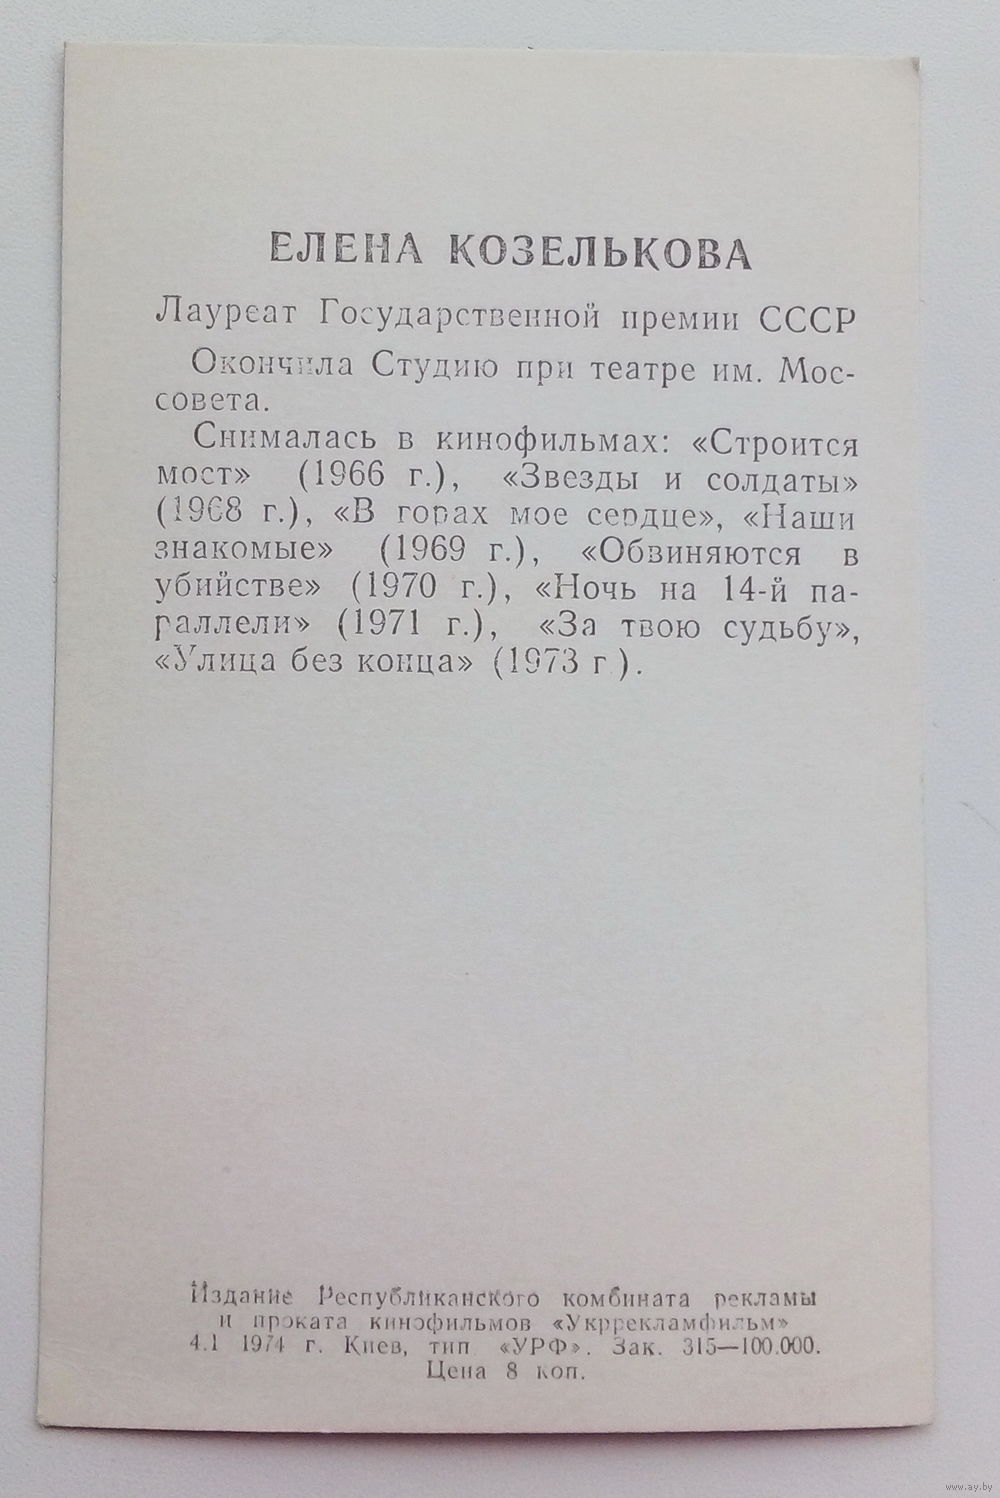 ЕЛЕНА КОЗЕЛЬКОВА
Лауреат Государственной премии СССР
Окончила Студию при театре им. Мос-
совета.
Снималась в кинофильмах: «Строится
мост» (1966 г.), «Звезды и солдаты»
(1968 г.), «В горах мое сердце», «Наши
знакомые» (1969 г.), «Обвиняются в
убийстве» (1970 г.), «Ночь на 14-й па-
раллели» (1971 г.), «За твою судьбу»,
«Улица без конца» (1973 г ).
Издание Республиканского комбината рекламы
и проката кинофильмов «Укррекламфильм»
4.1 1974 г. Киев, тип «УРФ». Зак. 315—100.000.
Цена 8 коп.
www.ay.by